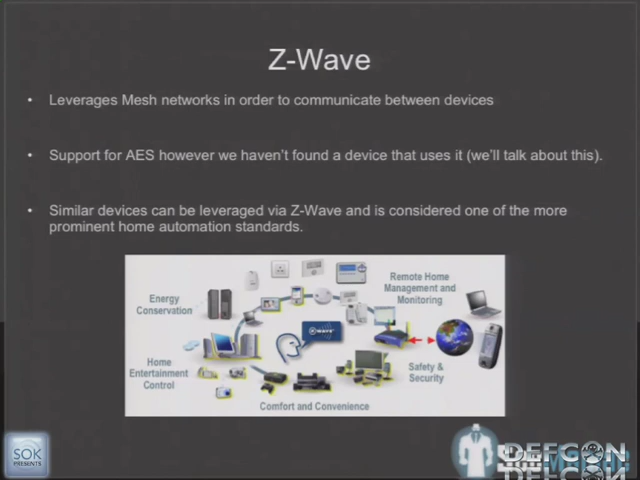 Z-Wave
• Leverages Mesh networks in order to communicate between devices
• Support for AES however we haven't found a device that uses it (we'll talk about this).
• Similar devices can be leveraged via Z-Wave and is considered one of the more
prominent home automation standards.
Remote Home
Management and
Monitoring
Energy
Conservation
Home
Entertainment
Control
Safety &
Security
Comfort and Convenience
SOK
PRESENTS
DEFCON